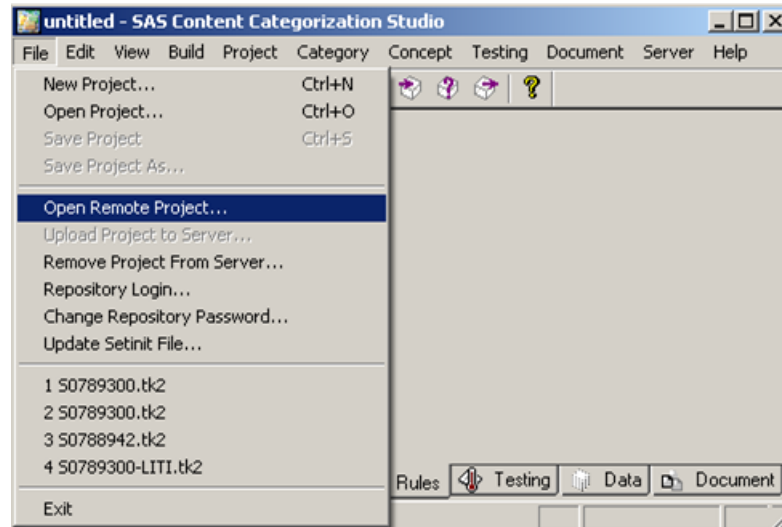 untitled - SAS Content Categorization Studio
File Edit View Build Project Category Concept Testing Document Server Help
New Project... Ctrl+N
Open Project... Ctrl+O
Save Project Ctrl+S
Save Project As...
Open Remote Project...
Upload Project to Server...
Remove Project From Server...
Repository Login...
Change Repository Password...
Update Setinit File...
1 S0789300.tk2
2 S0789300.tk2
3 S0788942.tk2
4 S0789300-LITI.tk2
Exit
Rules Testing Data Document